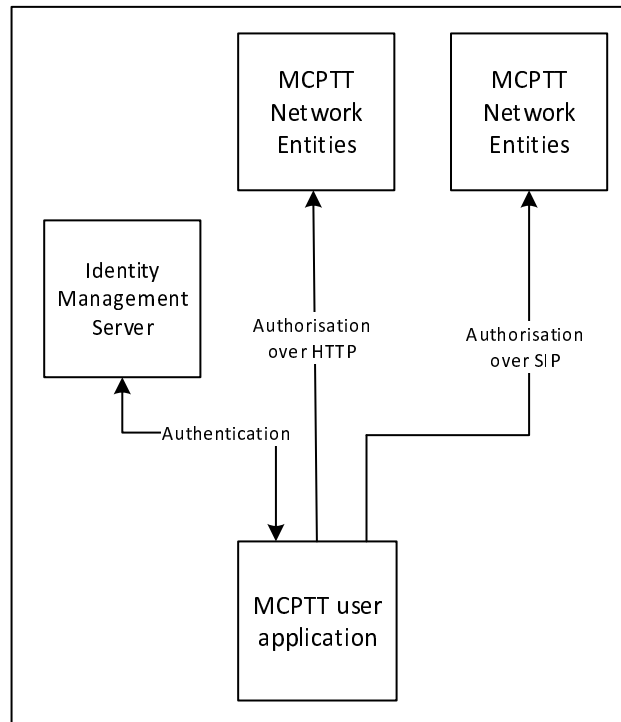 MCPTT
Network
Entities
MCPTT
Network
Entities
Identity
Management
Server
Authorisation
over HTTP
Authorisation
over SIP
Authentication
MCPTT user
application